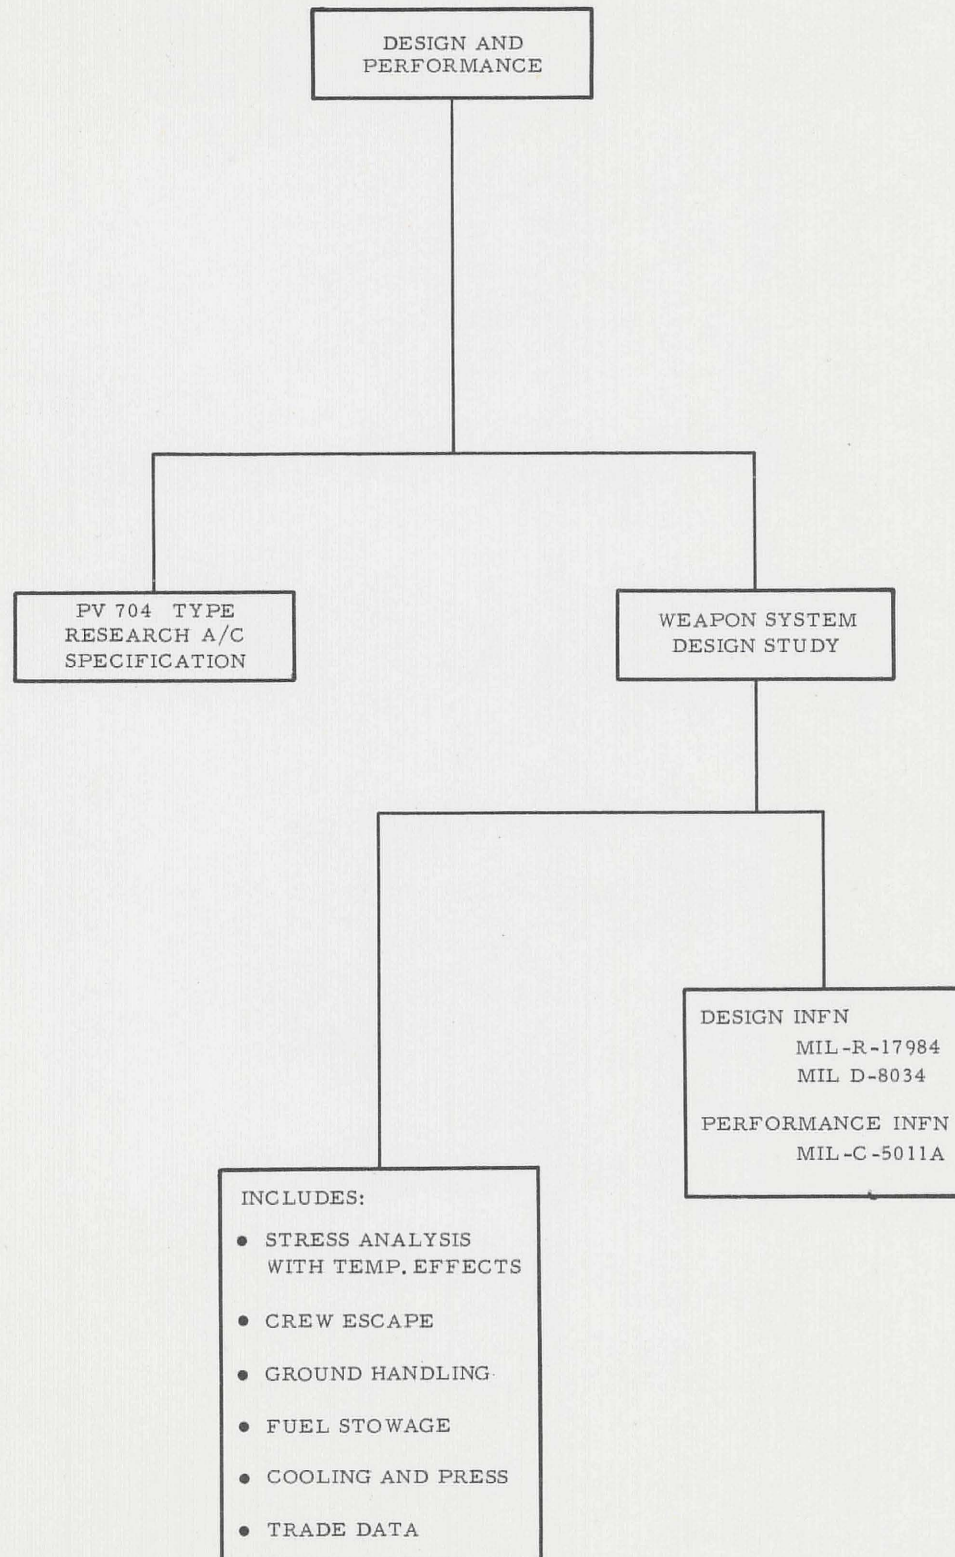 DESIGN AND
PERFORMANCE
PV 704 TYPE
RESEARCH A/C
SPECIFICATION
WEAPON SYSTEM
DESIGN STUDY
DESIGN INFN
MIL-R-17984
MIL D-8034
PERFORMANCE INFN
MIL-C-5011A
INCLUDES:
• STRESS ANALYSIS
WITH TEMP. EFFECTS
• CREW ESCAPE
• GROUND HANDLING
• FUEL STOWAGE
• COOLING AND PRESS
• TRADE DATA